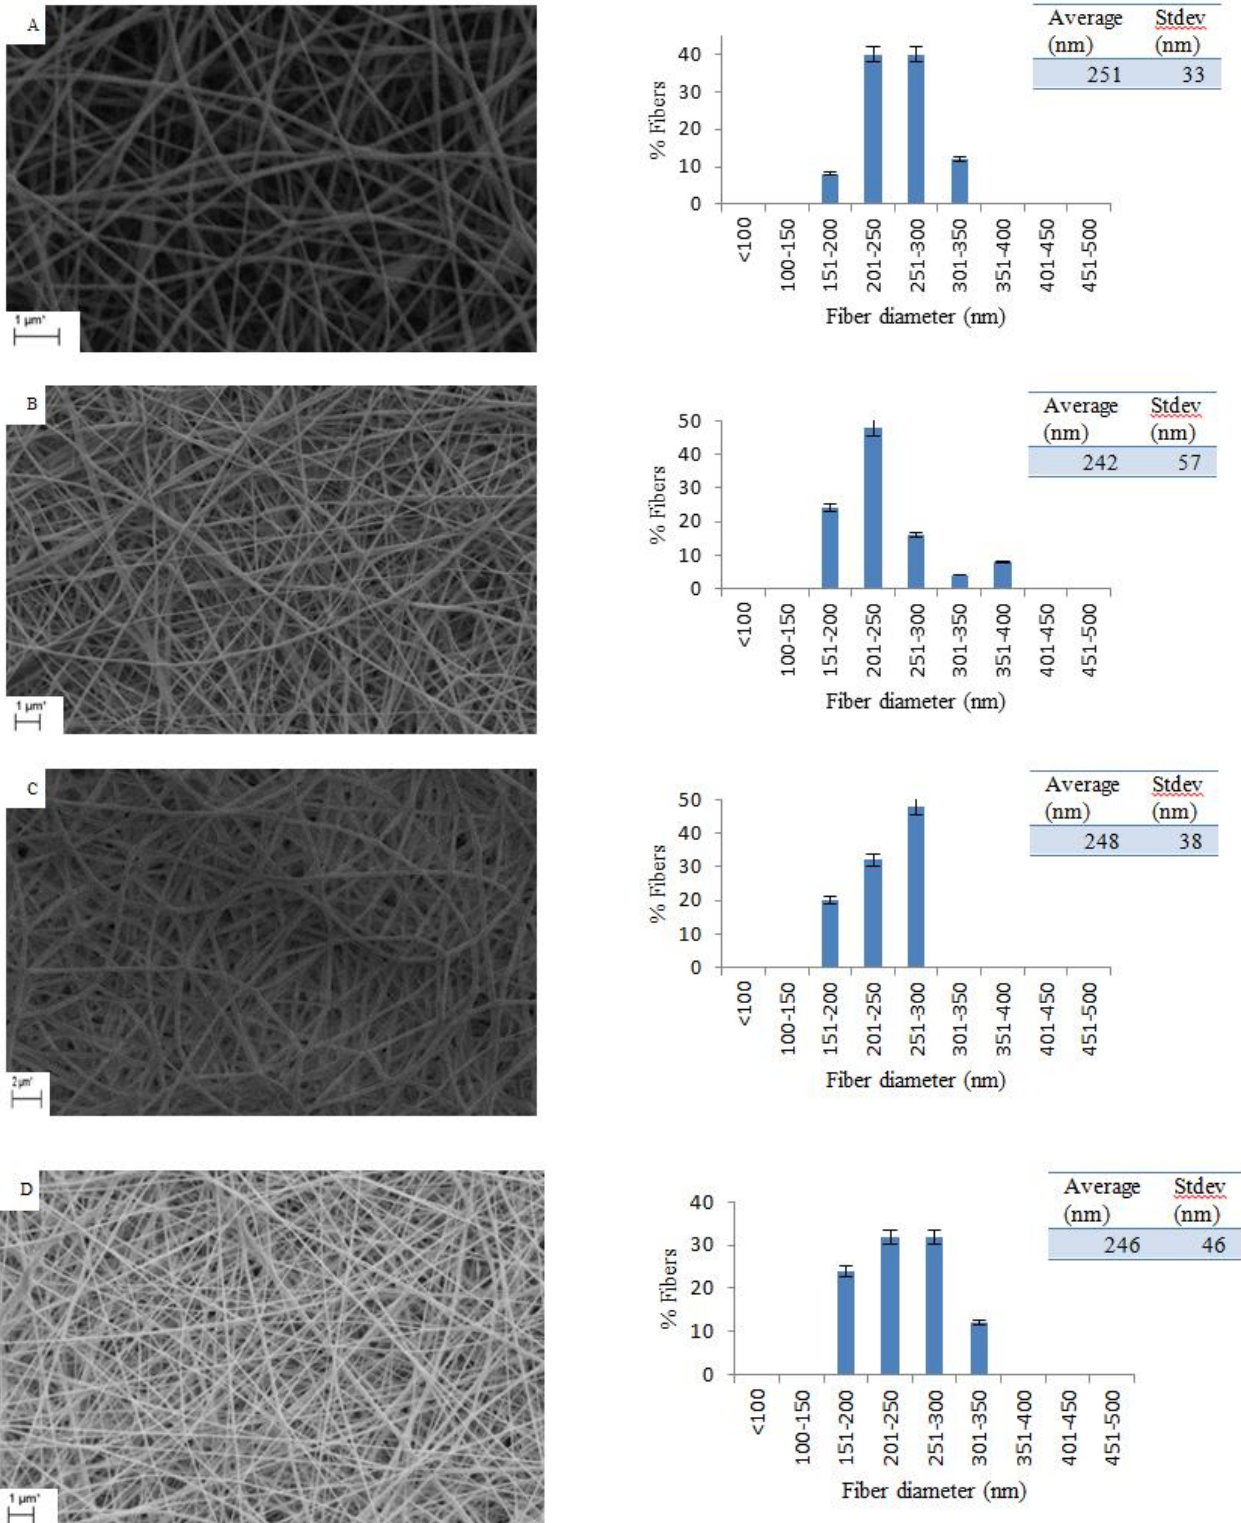 A
1 µm*
Average (nm)
Stdev (nm)
251 33
% Fibers
40
30
20
10
0
<100
100-150
151-200
201-250
251-300
301-350
351-400
401-450
451-500
Fiber diameter (nm)
B
1 µm*
Average (nm)
Stdev (nm)
242 57
% Fibers
50
40
30
20
10
0
<100
100-150
151-200
201-250
251-300
301-350
351-400
401-450
451-500
Fiber diameter (nm)
C
2 µm*
Average (nm)
Stdev (nm)
248 38
% Fibers
50
40
30
20
10
0
<100
100-150
151-200
201-250
251-300
301-350
351-400
401-450
451-500
Fiber diameter (nm)
D
1 µm*
Average (nm)
Stdev (nm)
246 46
% Fibers
40
30
20
10
0
<100
100-150
151-200
201-250
251-300
301-350
351-400
401-450
451-500
Fiber diameter (nm)